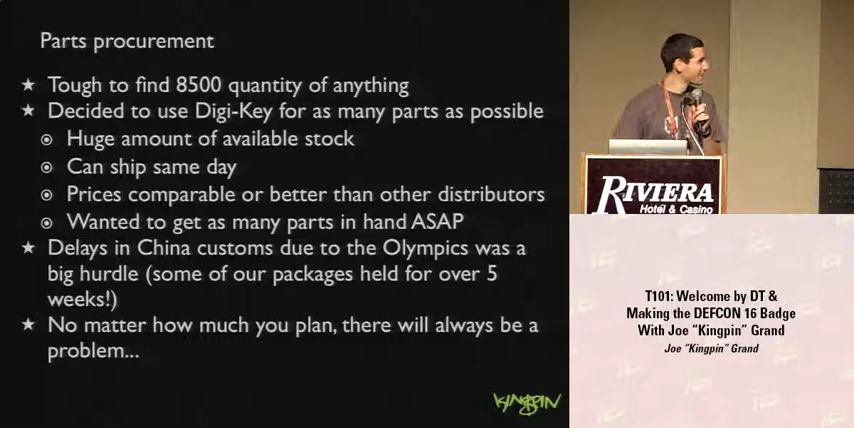 Parts procurement
★ Tough to find 8500 quantity of anything
★ Decided to use Digi-Key for as many parts as possible
Huge amount of available stock
Can ship same day
Prices comparable or better than other distributors
Wanted to get as many parts in hand ASAP
★ Delays in China customs due to the Olympics was a
big hurdle (some of our packages held for over 5
weeks!)
★ No matter how much you plan, there will always be a
problem...
KINGPIN
RIVIERA
Hotel & Casino
T101: Welcome by DT &
Making the DEFCON 16 Badge
With Joe “Kingpin” Grand
Joe “Kingpin” Grand